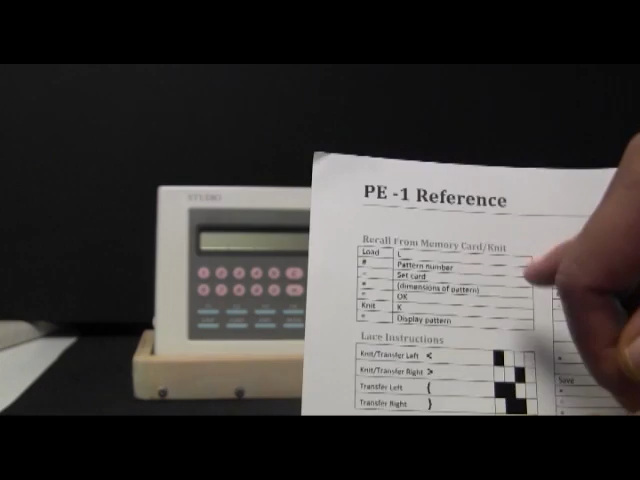 STUDIO
PE -1 Reference
Recall From Memory Card/Knit
Load L
# Pattern number
Set card
(dimensions of pattern)
OK
Knit K
Display pattern
Lace Instructions
Knit/Transfer Left <
Knit/Transfer Right >
Transfer Left (
Transfer Right )
Save